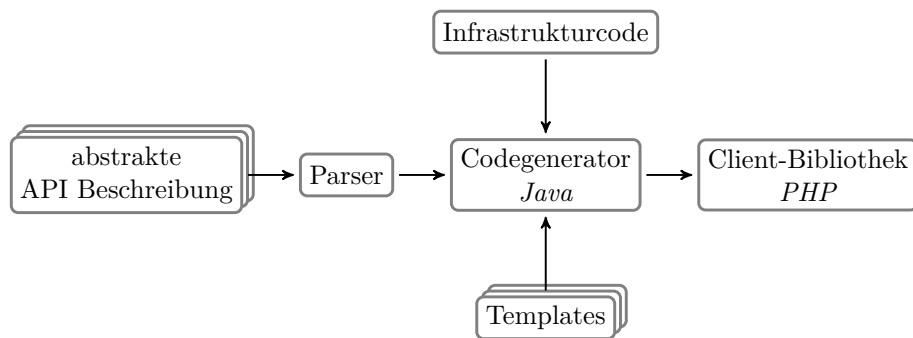 Infrastrukturcode
abstrakte
API Beschreibung
Parser
Codegenerator
Java
Client-Bibliothek
PHP
Templates